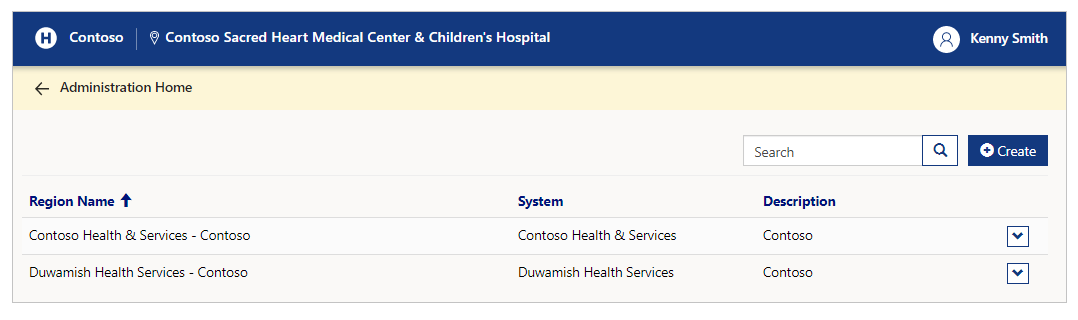 H Contoso Contoso Sacred Heart Medical Center & Children's Hospital Kenny Smith
Administration Home
Search Create
Region Name System Description
Contoso Health & Services - Contoso Contoso Health & Services Contoso
Duwamish Health Services - Contoso Duwamish Health Services Contoso